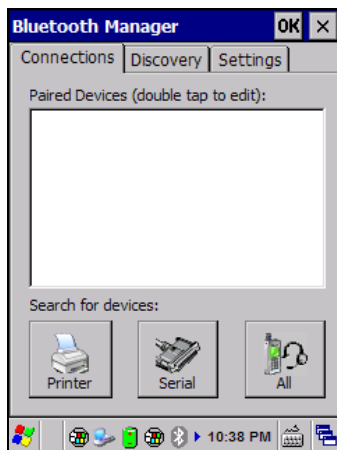 Bluetooth Manager OK ×
Connections Discovery Settings
Paired Devices (double tap to edit):
Search for devices:
Printer Serial All
10:38 PM